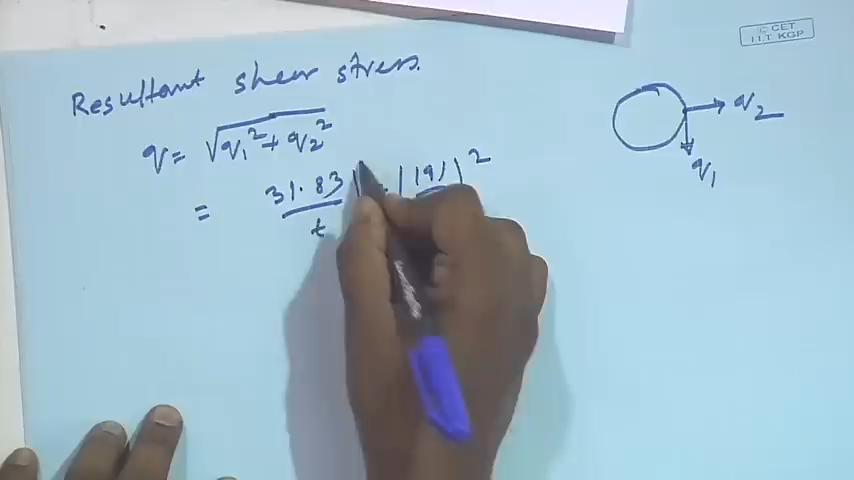 © CET
I.I.T. KGP
Resultant shear stress.
q = √q₁² + q₂²
q₂
q₁
= 31.83 / t (191)²